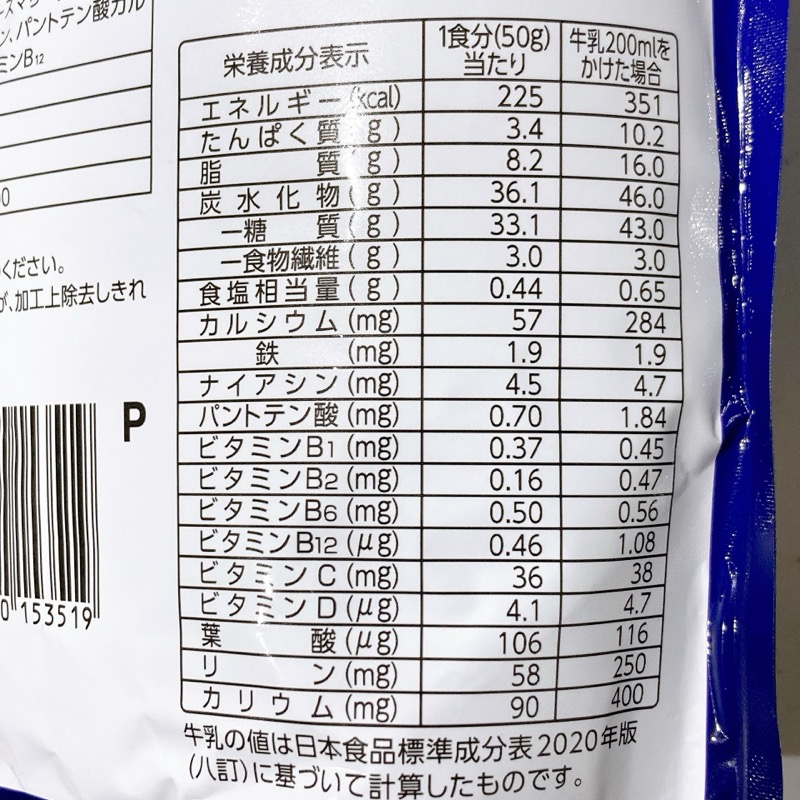 ン、パントテン酸カル
ミンB12
ください。
が、加工上除去しきれ
P
0 153519
栄養成分表示 1食分(50g)当たり 牛乳200mlをかけた場合
エネルギー(kcal) 225 351
たんぱく質(g) 3.4 10.2
脂質(g) 8.2 16.0
炭水化物(g) 36.1 46.0
ー糖質(g) 33.1 43.0
ー食物繊維(g) 3.0 3.0
食塩相当量(g) 0.44 0.65
カルシウム(mg) 57 284
鉄(mg) 1.9 1.9
ナイアシン(mg) 4.5 4.7
パントテン酸(mg) 0.70 1.84
ビタミンB1(mg) 0.37 0.45
ビタミンB2(mg) 0.16 0.47
ビタミンB6(mg) 0.50 0.56
ビタミンB12(μg) 0.46 1.08
ビタミンC(mg) 36 38
ビタミンD(μg) 4.1 4.7
葉酸(μg) 106 116
リン(mg) 58 250
カリウム(mg) 90 400
牛乳の値は日本食品標準成分表2020年版
(八訂)に基づいて計算したものです。